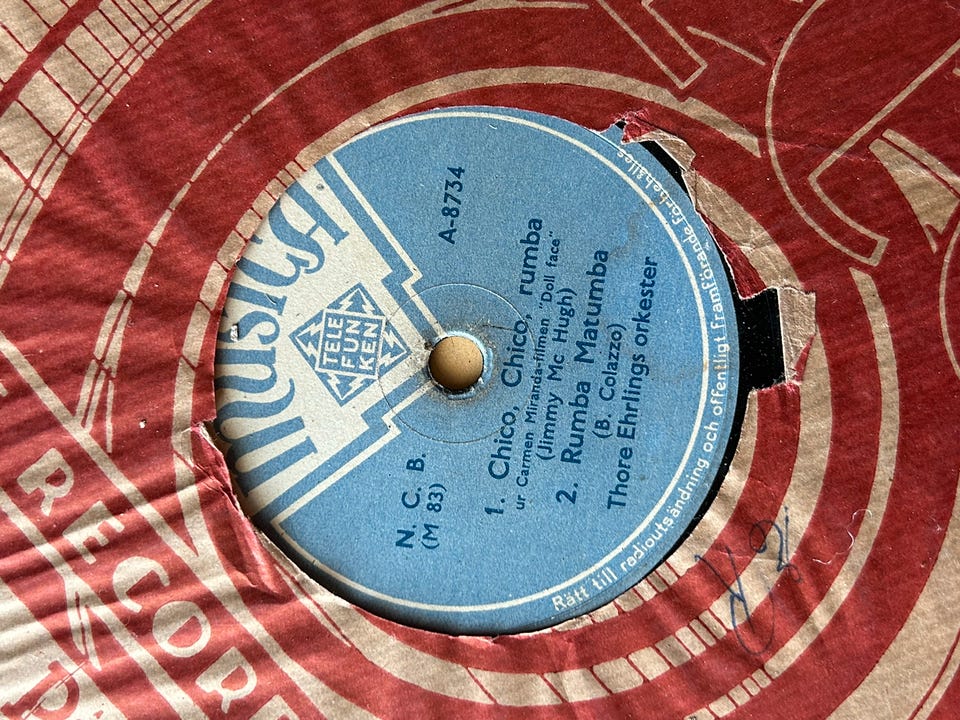 musica
TELE
FUN
KEN
N. C. B.
(M 83)
A-8734
1. Chico, Chico, rumba
ur Carmen Miranda-filmen "Doll face"
(Jimmy Mc Hugh)
2. Rumba Matumba
(B. Colazzo)
Thore Ehrlings orkester
Rätt till radioutsändning och offentligt framförande förbehålles
RECOR